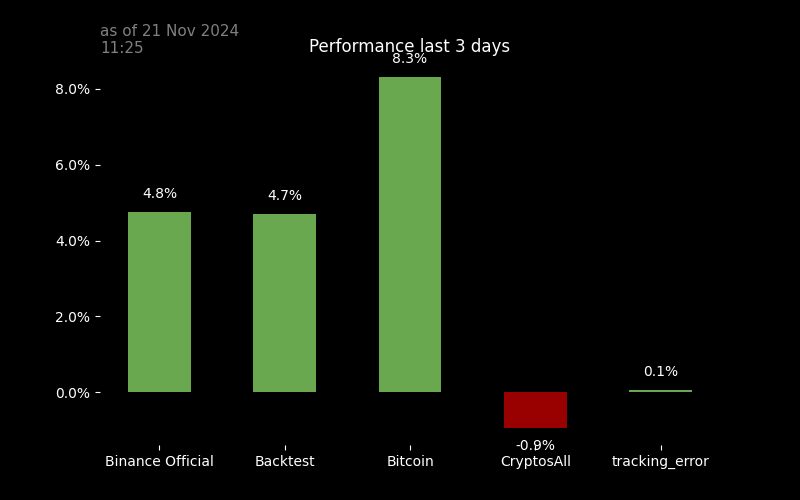 as of 21 Nov 2024
11:25
Performance last 3 days
8.3%
8.0%
6.0%
4.8%
4.7%
4.0%
2.0%
0.1%
0.0%
-0.9%
Binance Official
Backtest
Bitcoin
CryptosAll
tracking_error